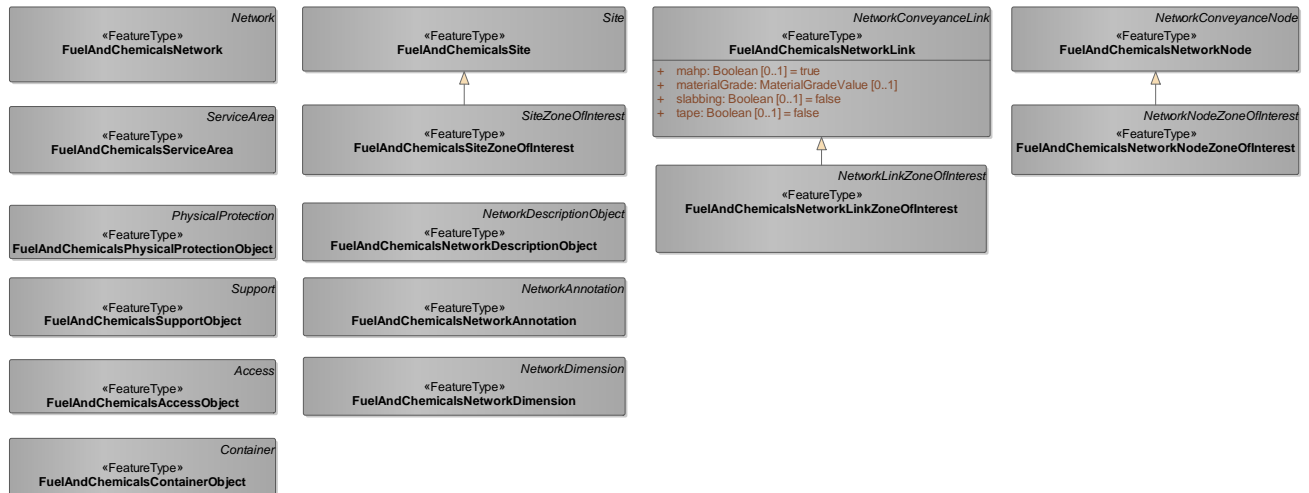 Network
«FeatureType»
FuelAndChemicalsNetwork
Site
«FeatureType»
FuelAndChemicalsSite
NetworkConveyanceLink
«FeatureType»
FuelAndChemicalsNetworkLink
+ mahp: Boolean [0..1] = true
+ materialGrade: MaterialGradeValue [0..1]
+ slabbing: Boolean [0..1] = false
+ tape: Boolean [0..1] = false
NetworkConveyanceNode
«FeatureType»
FuelAndChemicalsNetworkNode
ServiceArea
«FeatureType»
FuelAndChemicalsServiceArea
SiteZoneOfInterest
«FeatureType»
FuelAndChemicalsSiteZoneOfInterest
NetworkNodeZoneOfInterest
«FeatureType»
FuelAndChemicalsNetworkNodeZoneOfInterest
NetworkLinkZoneOfInterest
«FeatureType»
FuelAndChemicalsNetworkLinkZoneOfInterest
PhysicalProtection
«FeatureType»
FuelAndChemicalsPhysicalProtectionObject
NetworkDescriptionObject
«FeatureType»
FuelAndChemicalsNetworkDescriptionObject
Support
«FeatureType»
FuelAndChemicalsSupportObject
NetworkAnnotation
«FeatureType»
FuelAndChemicalsNetworkAnnotation
Access
«FeatureType»
FuelAndChemicalsAccessObject
NetworkDimension
«FeatureType»
FuelAndChemicalsNetworkDimension
Container
«FeatureType»
FuelAndChemicalsContainerObject